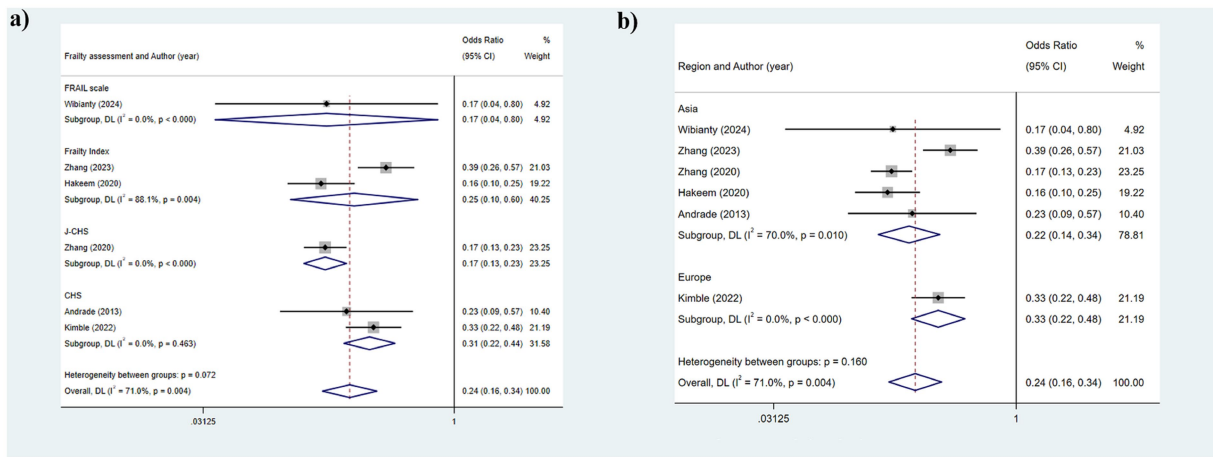 a)
Odds Ratio %
Frailty assessment and Author (year) (95% CI) Weight
FRAIL scale
Wibianty (2024) 0.17 (0.04, 0.80) 4.92
Subgroup, DL (I² = 0.0%, p < 0.000) 0.17 (0.04, 0.80) 4.92
Frailty Index
Zhang (2023) 0.39 (0.26, 0.57) 21.03
Hakeem (2020) 0.16 (0.10, 0.25) 19.22
Subgroup, DL (I² = 88.1%, p = 0.004) 0.25 (0.10, 0.60) 40.25
J-CHS
Zhang (2020) 0.17 (0.13, 0.23) 23.25
Subgroup, DL (I² = 0.0%, p < 0.000) 0.17 (0.13, 0.23) 23.25
CHS
Andrade (2013) 0.23 (0.09, 0.57) 10.40
Kimble (2022) 0.33 (0.22, 0.48) 21.19
Subgroup, DL (I² = 0.0%, p = 0.463) 0.31 (0.22, 0.44) 31.58
Heterogeneity between groups: p = 0.072
Overall, DL (I² = 71.0%, p = 0.004) 0.24 (0.16, 0.34) 100.00
.03125 1
b)
Odds Ratio %
Region and Author (year) (95% CI) Weight
Asia
Wibianty (2024) 0.17 (0.04, 0.80) 4.92
Zhang (2023) 0.39 (0.26, 0.57) 21.03
Zhang (2020) 0.17 (0.13, 0.23) 23.25
Hakeem (2020) 0.16 (0.10, 0.25) 19.22
Andrade (2013) 0.23 (0.09, 0.57) 10.40
Subgroup, DL (I² = 70.0%, p = 0.010) 0.22 (0.14, 0.34) 78.81
Europe
Kimble (2022) 0.33 (0.22, 0.48) 21.19
Subgroup, DL (I² = 0.0%, p < 0.000) 0.33 (0.22, 0.48) 21.19
Heterogeneity between groups: p = 0.160
Overall, DL (I² = 71.0%, p = 0.004) 0.24 (0.16, 0.34) 100.00
.03125 1